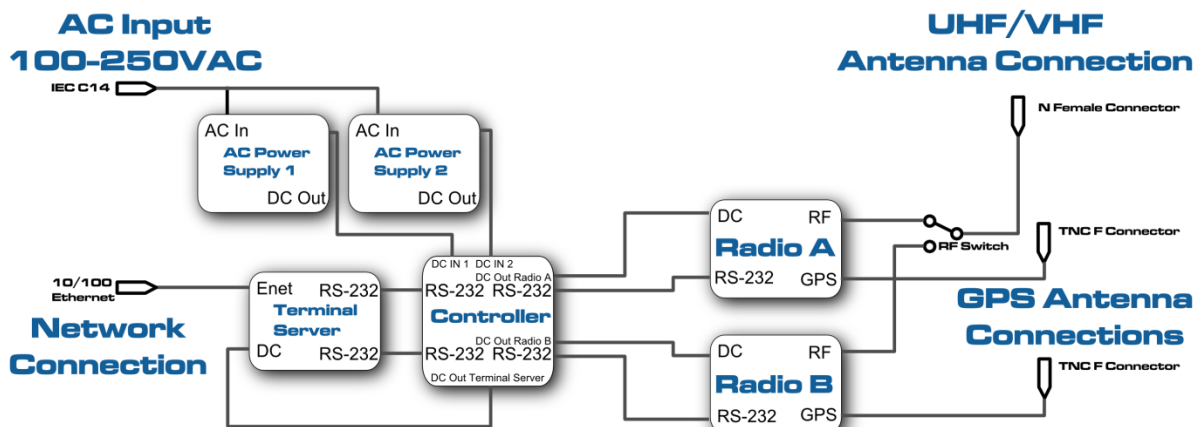 AC Input
100-250VAC
IEC C14
AC In
AC Power
Supply 1
DC Out
AC In
AC Power
Supply 2
DC Out
UHF/VHF
Antenna Connection
N Female Connector
DC
RF
Radio A
RS-232
GPS
RF Switch
TNC F Connector
10/100
Ethernet
Network
Connection
Enet
RS-232
Terminal
Server
DC
RS-232
DC IN 1
DC IN 2
DC Out Radio A
RS-232
RS-232
Controller
DC Out Radio B
RS-232
RS-232
DC Out Terminal Server
GPS Antenna
Connections
DC
RF
Radio B
RS-232
GPS
TNC F Connector